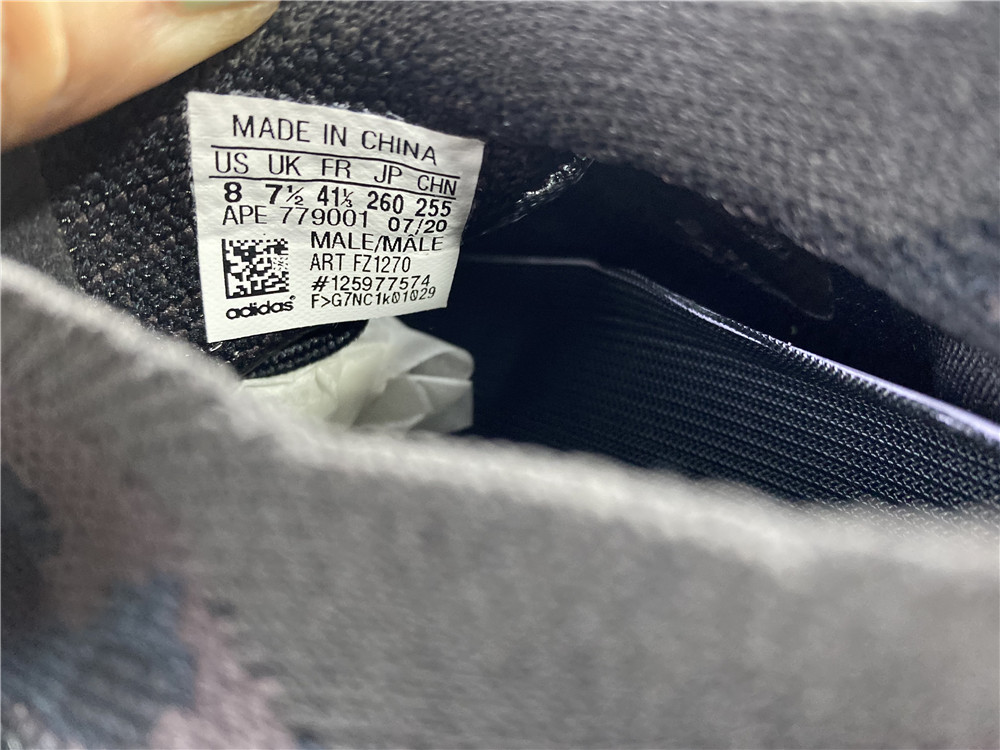 MADE IN CHINA
US UK FR JP CHN
8 7½ 41⅓ 260 255
APE 779001 07/20
MALE/MALE
ART FZ1270
#125977574
F>G7NC1k01029
adidas®